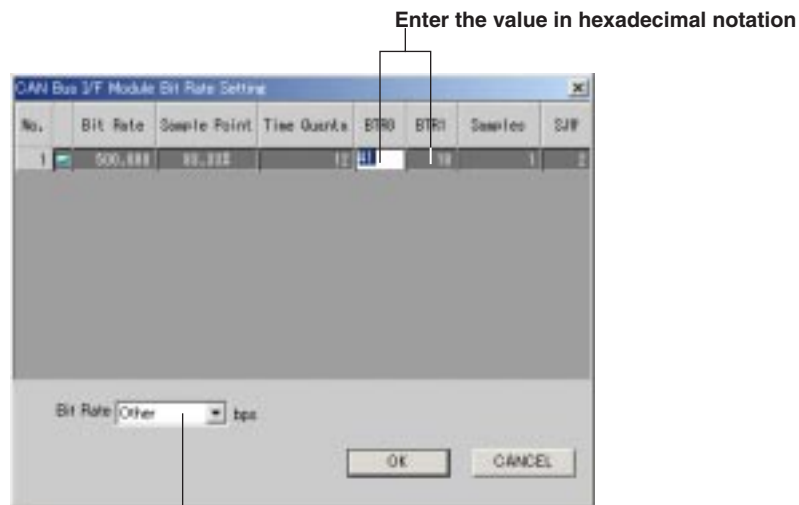 Enter the value in hexadecimal notation
CAN Bus I/F Module Bit Rate Setting
No. Bit Rate Sample Point Time Quanta BTR0 BTR1 Samples SJW
1 12 41 1 2
Bit Rate Other bps
OK CANCEL